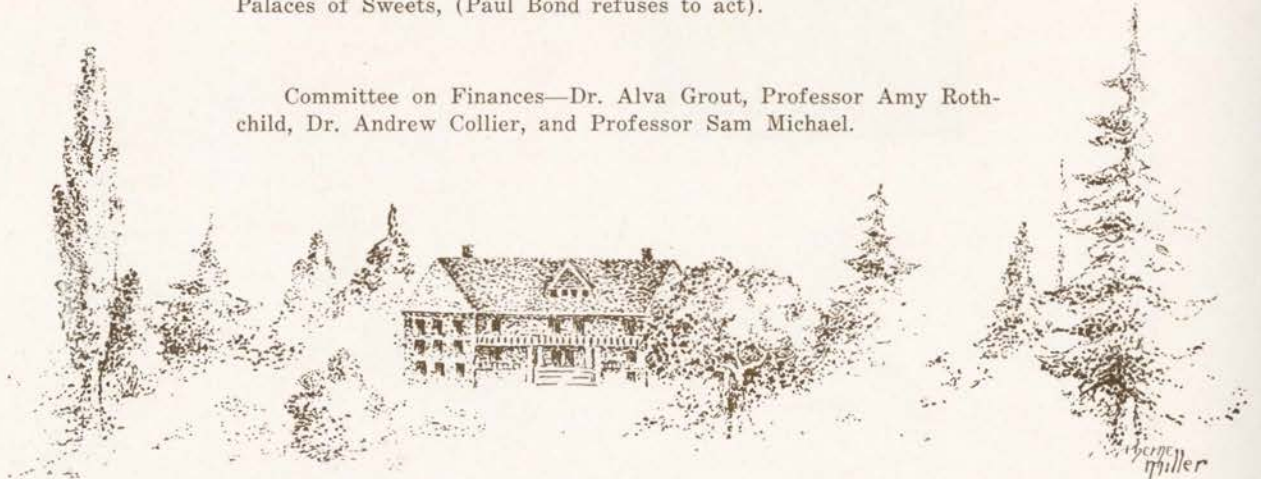 Palaces of Sweets, (Paul Bond refuses to act).
Committee on Finances—Dr. Alva Grout, Professor Amy Roth-
child, Dr. Andrew Collier, and Professor Sam Michael.
Miller